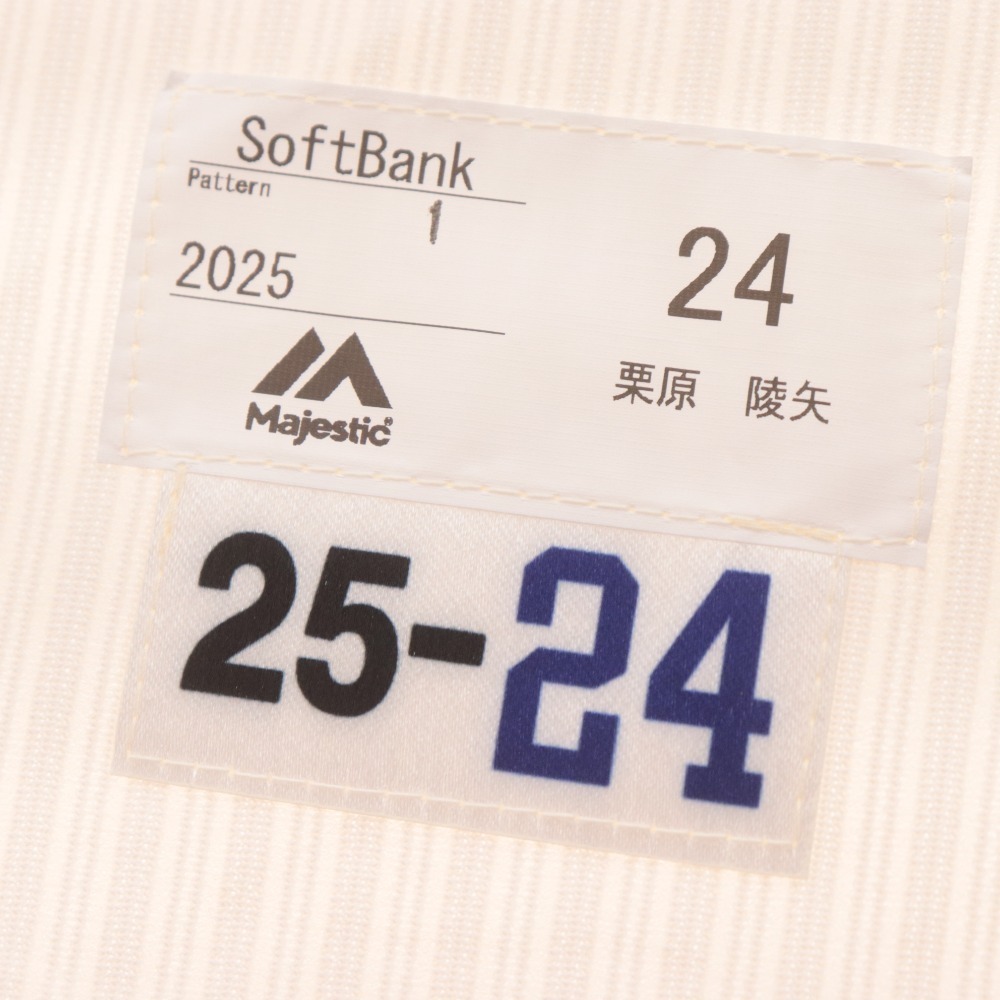 SoftBank
Pattern
1
2025
Majestic
24
栗原 陵矢
25-24